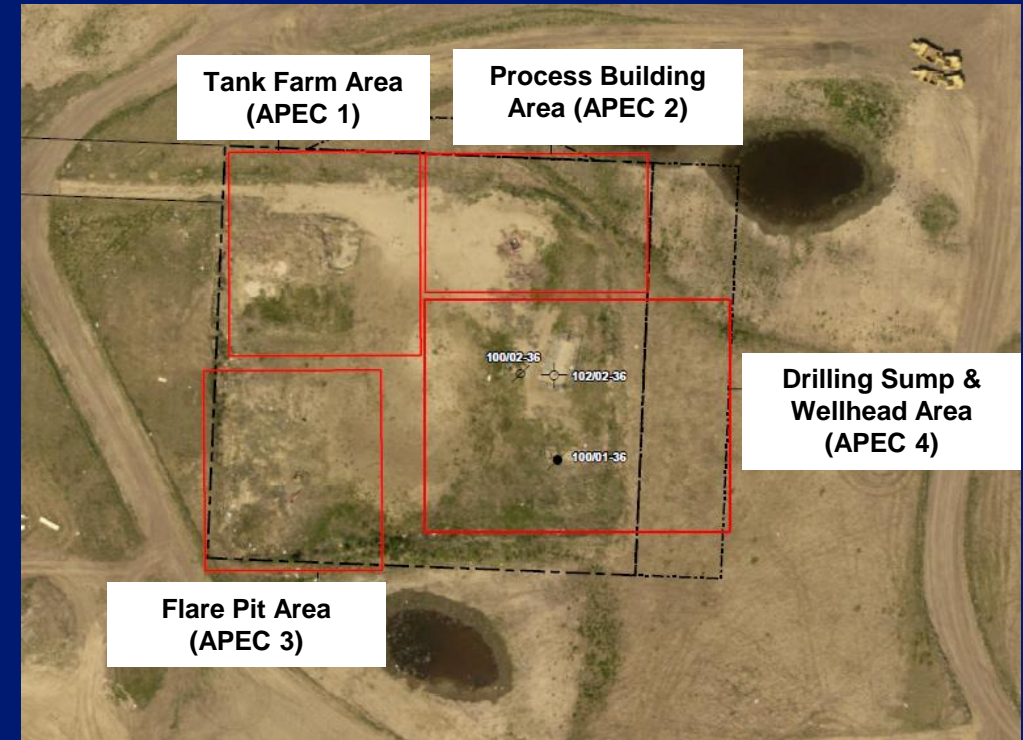 Tank Farm Area
(APEC 1)
Process Building
Area (APEC 2)
100/02-36
102/02-36
100/01-36
Drilling Sump &
Wellhead Area
(APEC 4)
Flare Pit Area
(APEC 3)